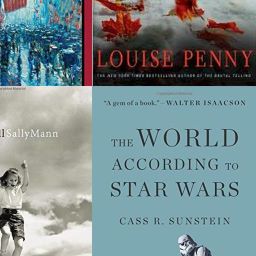 LOUISE PENNY
THE NEW YORK TIMES BESTSELLING AUTHOR OF THE BRUTAL TELLING
"A gem of a book." – WALTER ISAACSON
THE WORLD
ACCORDING TO
STAR WARS
CASS R. SUNSTEIN
ll SallyMann